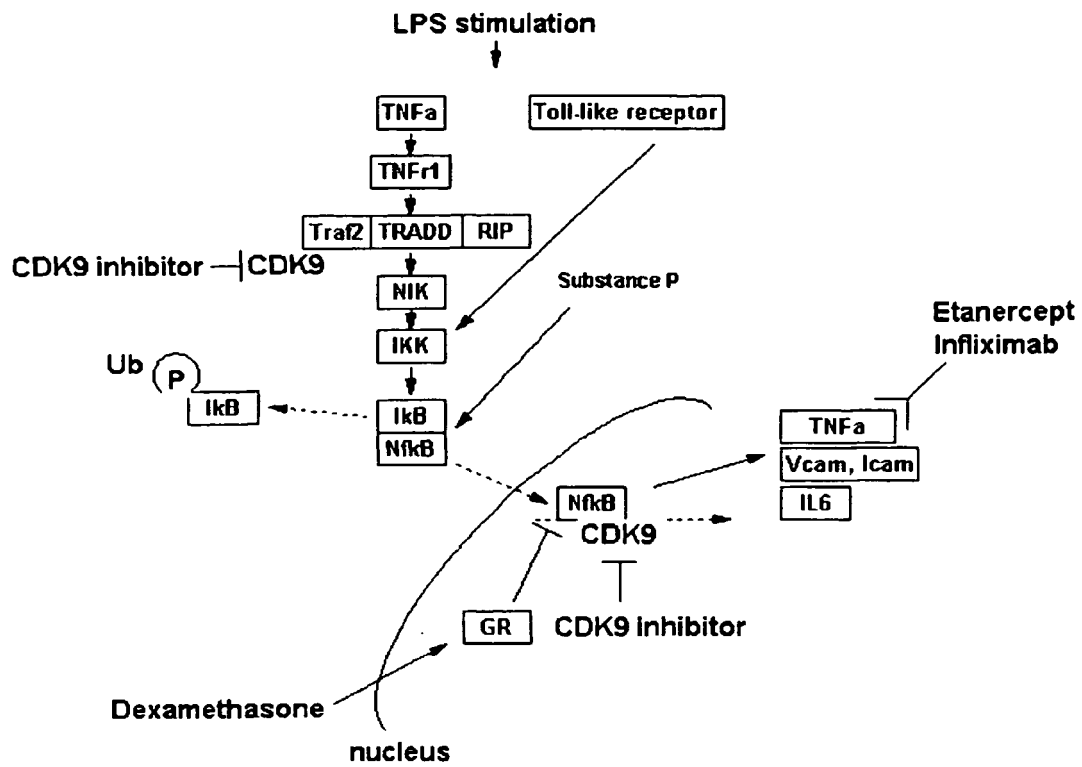 LPS stimulation
TNFa
Toll-like receptor
TNFr1
Traf2 TRADD RIP
CDK9 inhibitor CDK9
NIK
Substance P
IKK
Etanercept
Infliximab
Ub
P
IkB
IkB
NfkB
TNFa
Vcam, Icam
IL6
NfkB
CDK9
GR
CDK9 inhibitor
Dexamethasone
nucleus